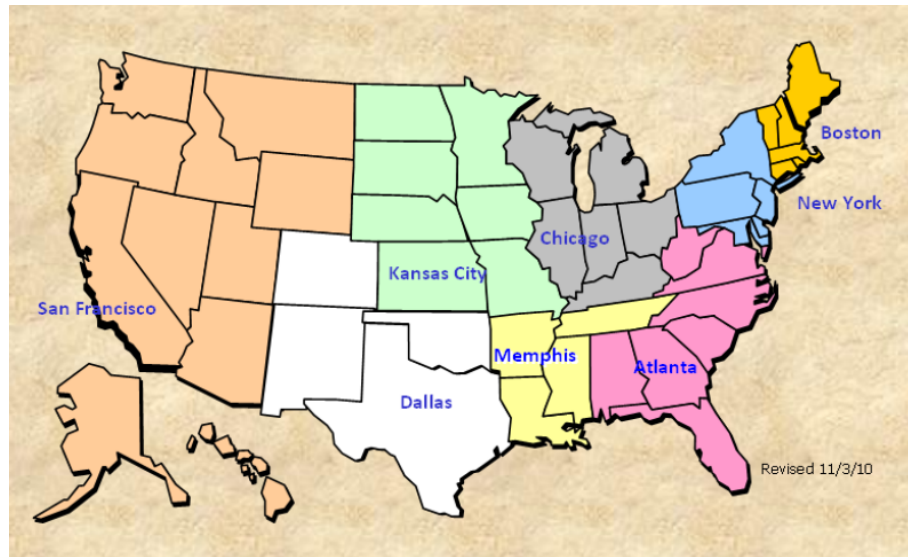 Boston
New York
Chicago
Kansas City
San Francisco
Memphis
Atlanta
Dallas
Revised 11/3/10